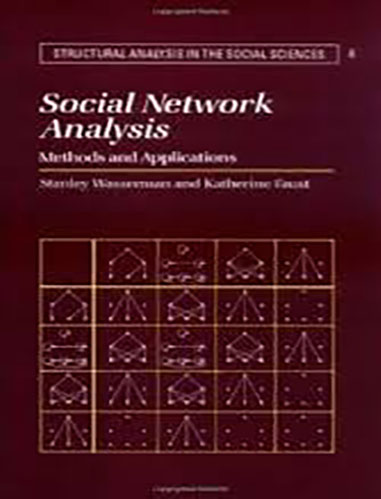 STRUCTURAL ANALYSIS IN THE SOCIAL SCIENCES 8
Social Network
Analysis
Methods and Applications
Stanley Wasserman and Katherine Faust